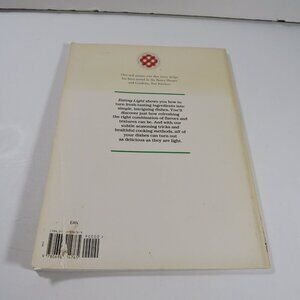 This seal assures you that every recipe
has been tested in the Better Homes
and Gardens® Test Kitchen.
Eating Light shows you how to
turn fresh-tasting ingredients into
simple, intriguing dishes. You'll
discover just how refreshing
the right combination of flavors and
textures can be. And with our
subtle seasoning tricks and
healthful cooking methods, all of
your dishes can turn out
as delicious as they are light.